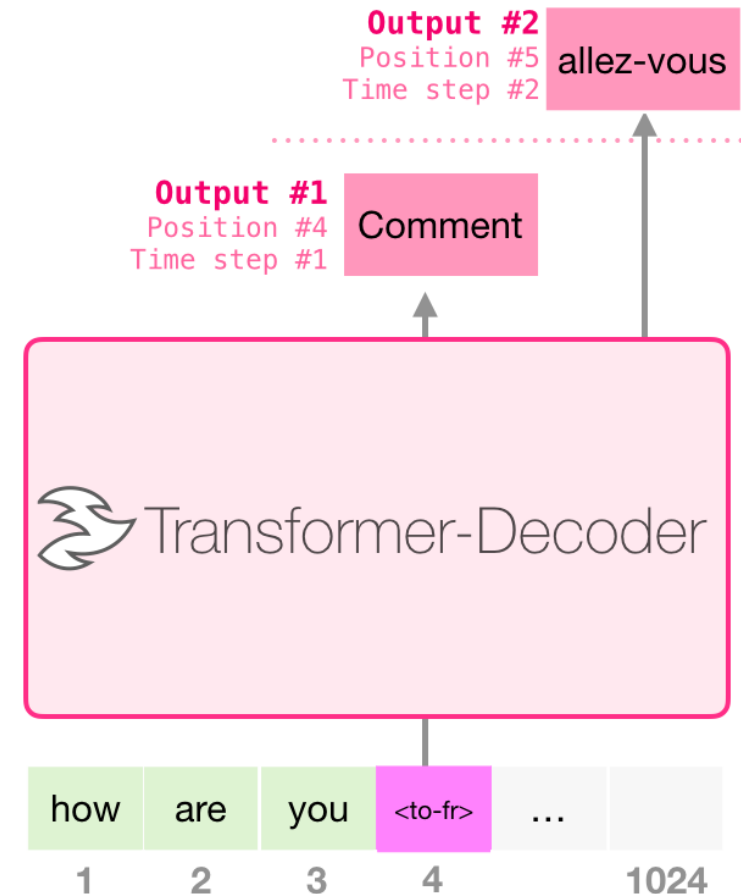 Output #2
Position #5
Time step #2
allez-vous
Output #1
Position #4
Time step #1
Comment
Transformer-Decoder
how are you <to-fr> ...
1 2 3 4 1024